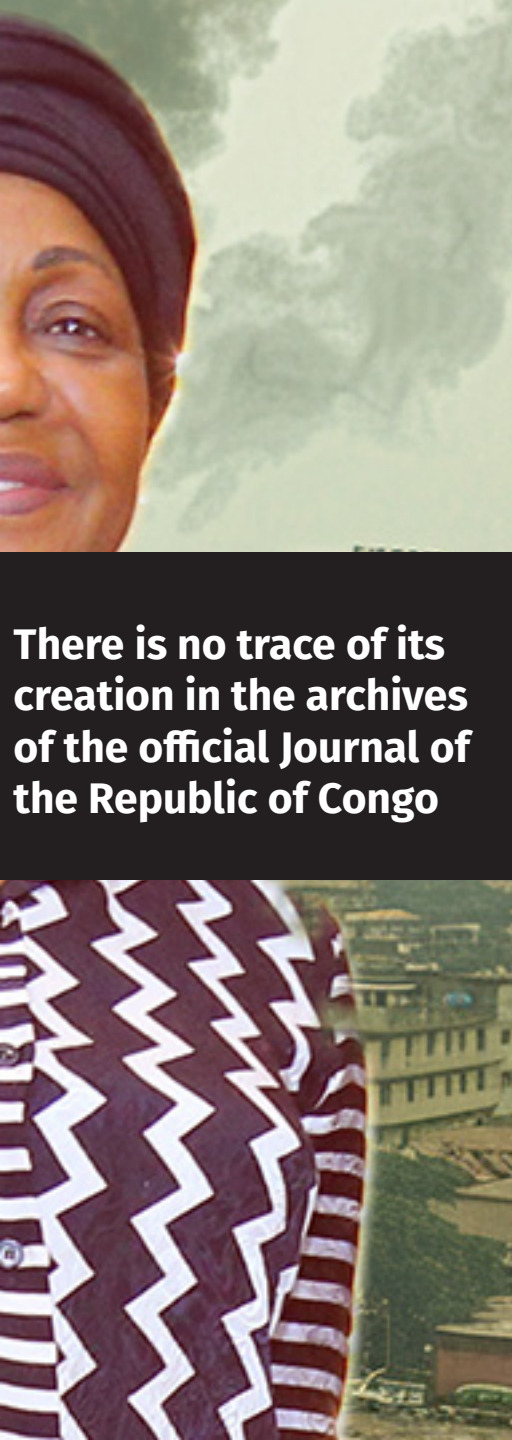 There is no trace of its
creation in the archives
of the official Journal of
the Republic of Congo